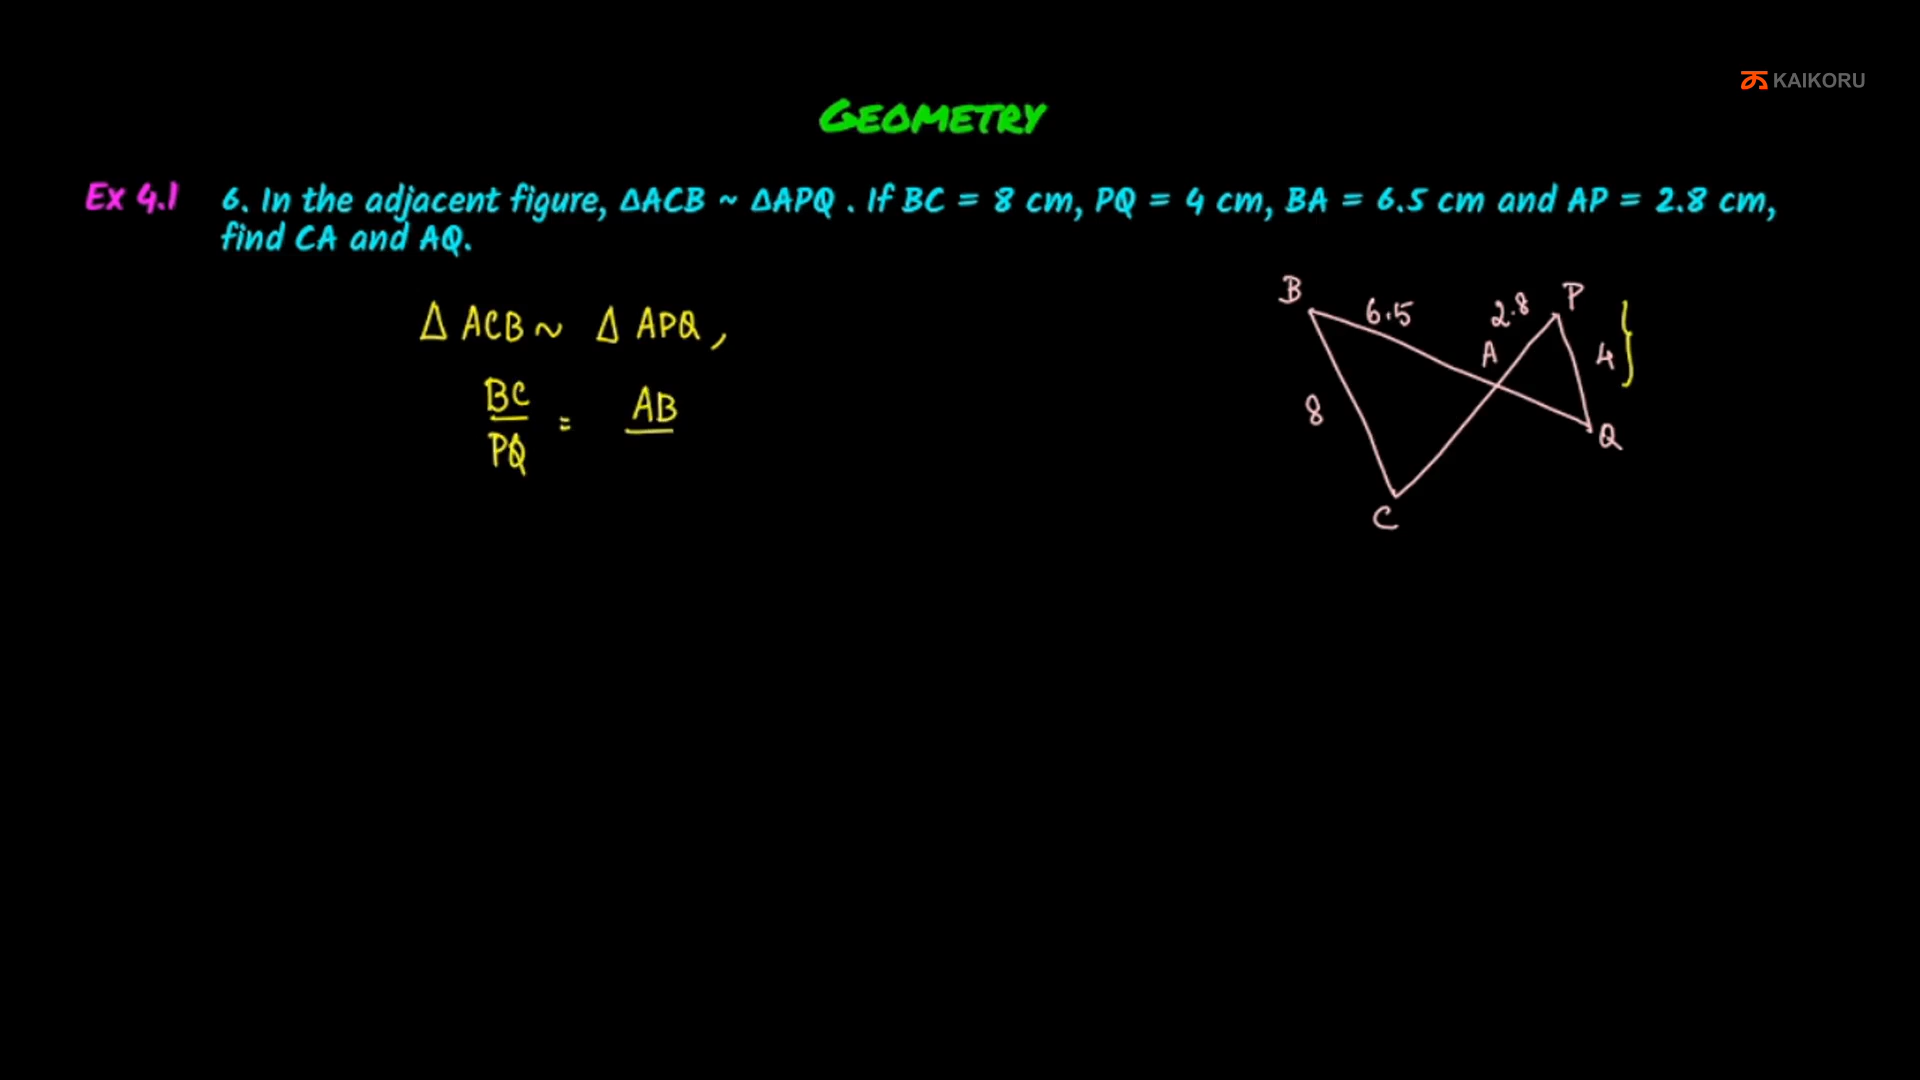 KAIKORU
GEOMETRY
Ex 4.1 6. In the adjacent figure, ΔACB ~ ΔAPQ . If BC = 8 cm, PQ = 4 cm, BA = 6.5 cm and AP = 2.8 cm,
find CA and AQ.
Δ ACB ~ Δ APQ ,
BC
PQ
= AB
B
6.5
2.8
P
A
4
8
Q
C